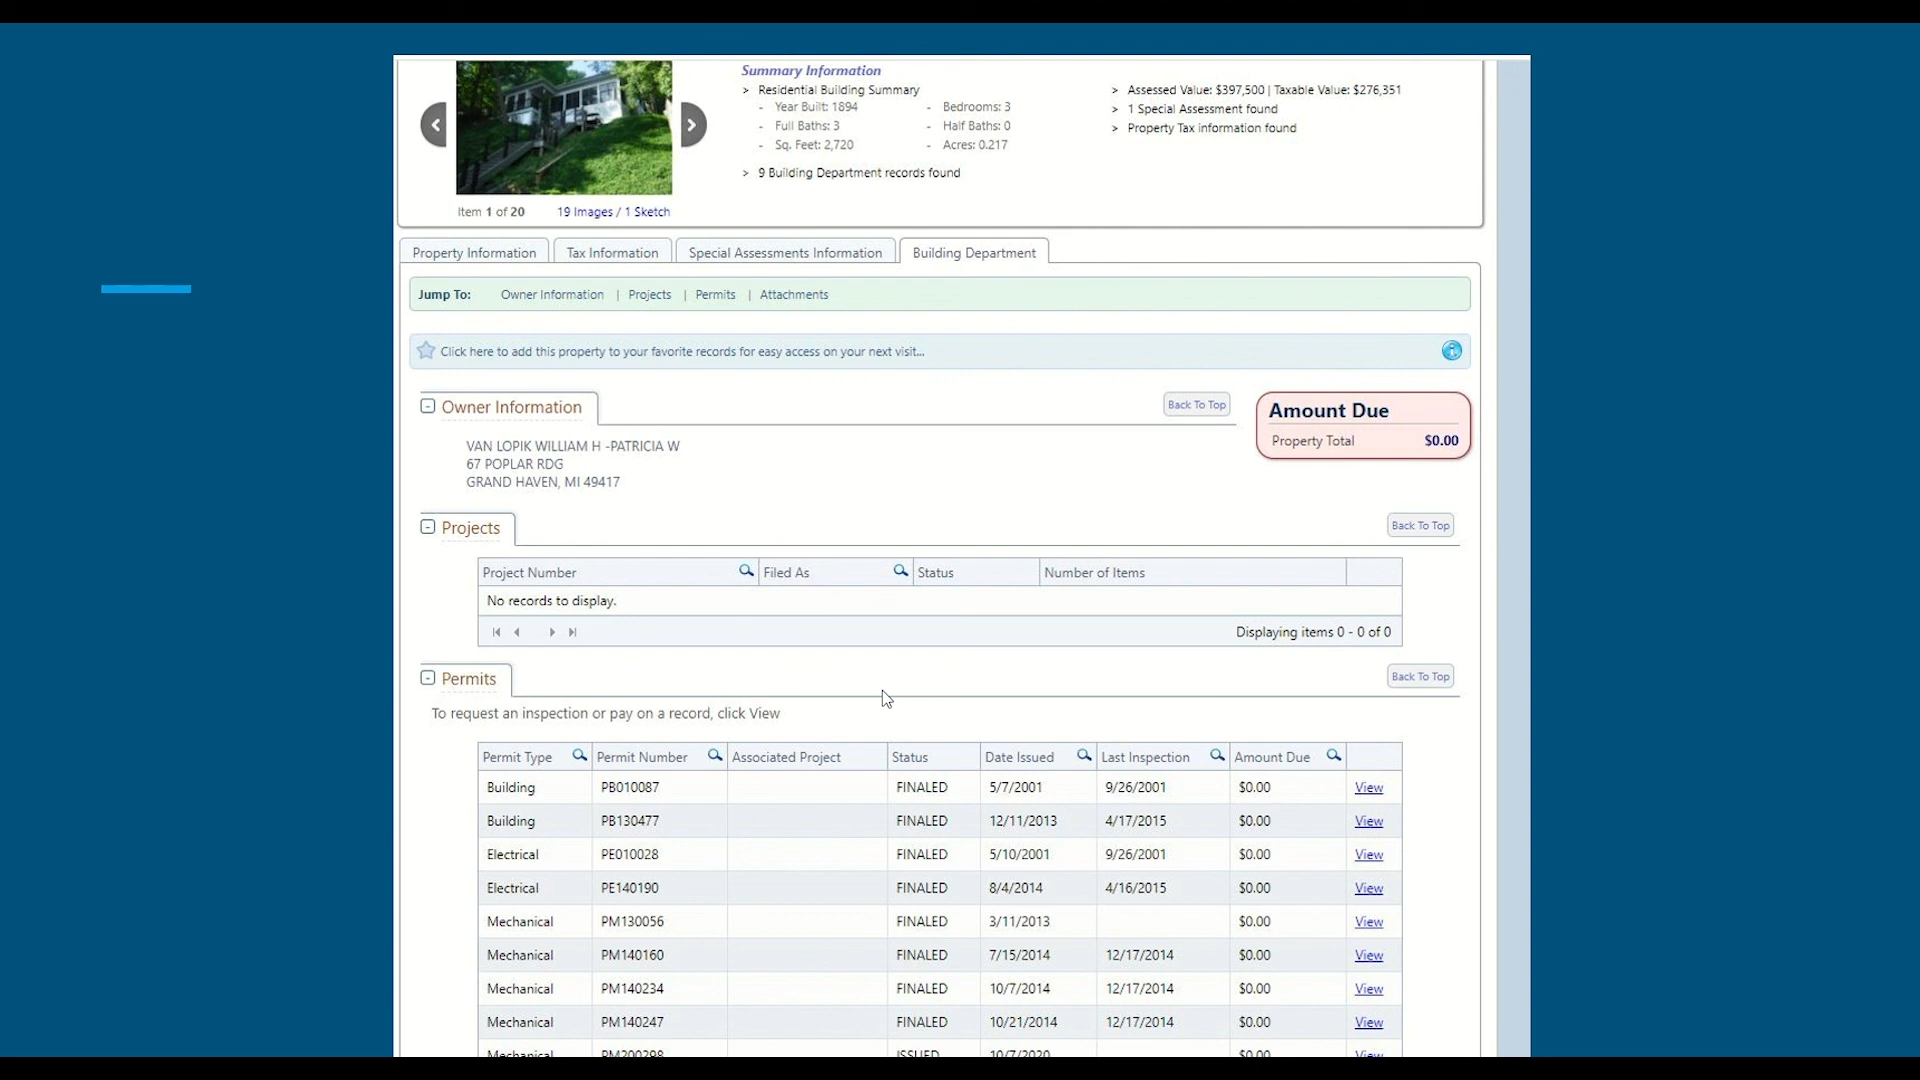 Summary Information
> Residential Building Summary
- Year Built: 1894 - Bedrooms: 3
- Full Baths: 3 - Half Baths: 0
- Sq. Feet: 2,720 - Acres: 0.217
> 9 Building Department records found
> Assessed Value: $397,500 | Taxable Value: $276,351
> 1 Special Assessment found
> Property Tax information found
Item 1 of 20 19 Images / 1 Sketch
Property Information Tax Information Special Assessments Information Building Department
Jump To: Owner Information | Projects | Permits | Attachments
Click here to add this property to your favorite records for easy access on your next visit...
Owner Information Back To Top
Amount Due
Property Total $0.00
VAN LOPIK WILLIAM H -PATRICIA W
67 POPLAR RDG
GRAND HAVEN, MI 49417
Projects Back To Top
Project Number Filed As Status Number of Items
No records to display.
Displaying items 0 - 0 of 0
Permits Back To Top
To request an inspection or pay on a record, click View
Permit Type Permit Number Associated Project Status Date Issued Last Inspection Amount Due
Building PB010087 FINALED 5/7/2001 9/26/2001 $0.00 View
Building PB130477 FINALED 12/11/2013 4/17/2015 $0.00 View
Electrical PE010028 FINALED 5/10/2001 9/26/2001 $0.00 View
Electrical PE140190 FINALED 8/4/2014 4/16/2015 $0.00 View
Mechanical PM130056 FINALED 3/11/2013 $0.00 View
Mechanical PM140160 FINALED 7/15/2014 12/17/2014 $0.00 View
Mechanical PM140234 FINALED 10/7/2014 12/17/2014 $0.00 View
Mechanical PM140247 FINALED 10/21/2014 12/17/2014 $0.00 View
Mechanical PM200298 ISSUED 10/7/2020 $0.00 View